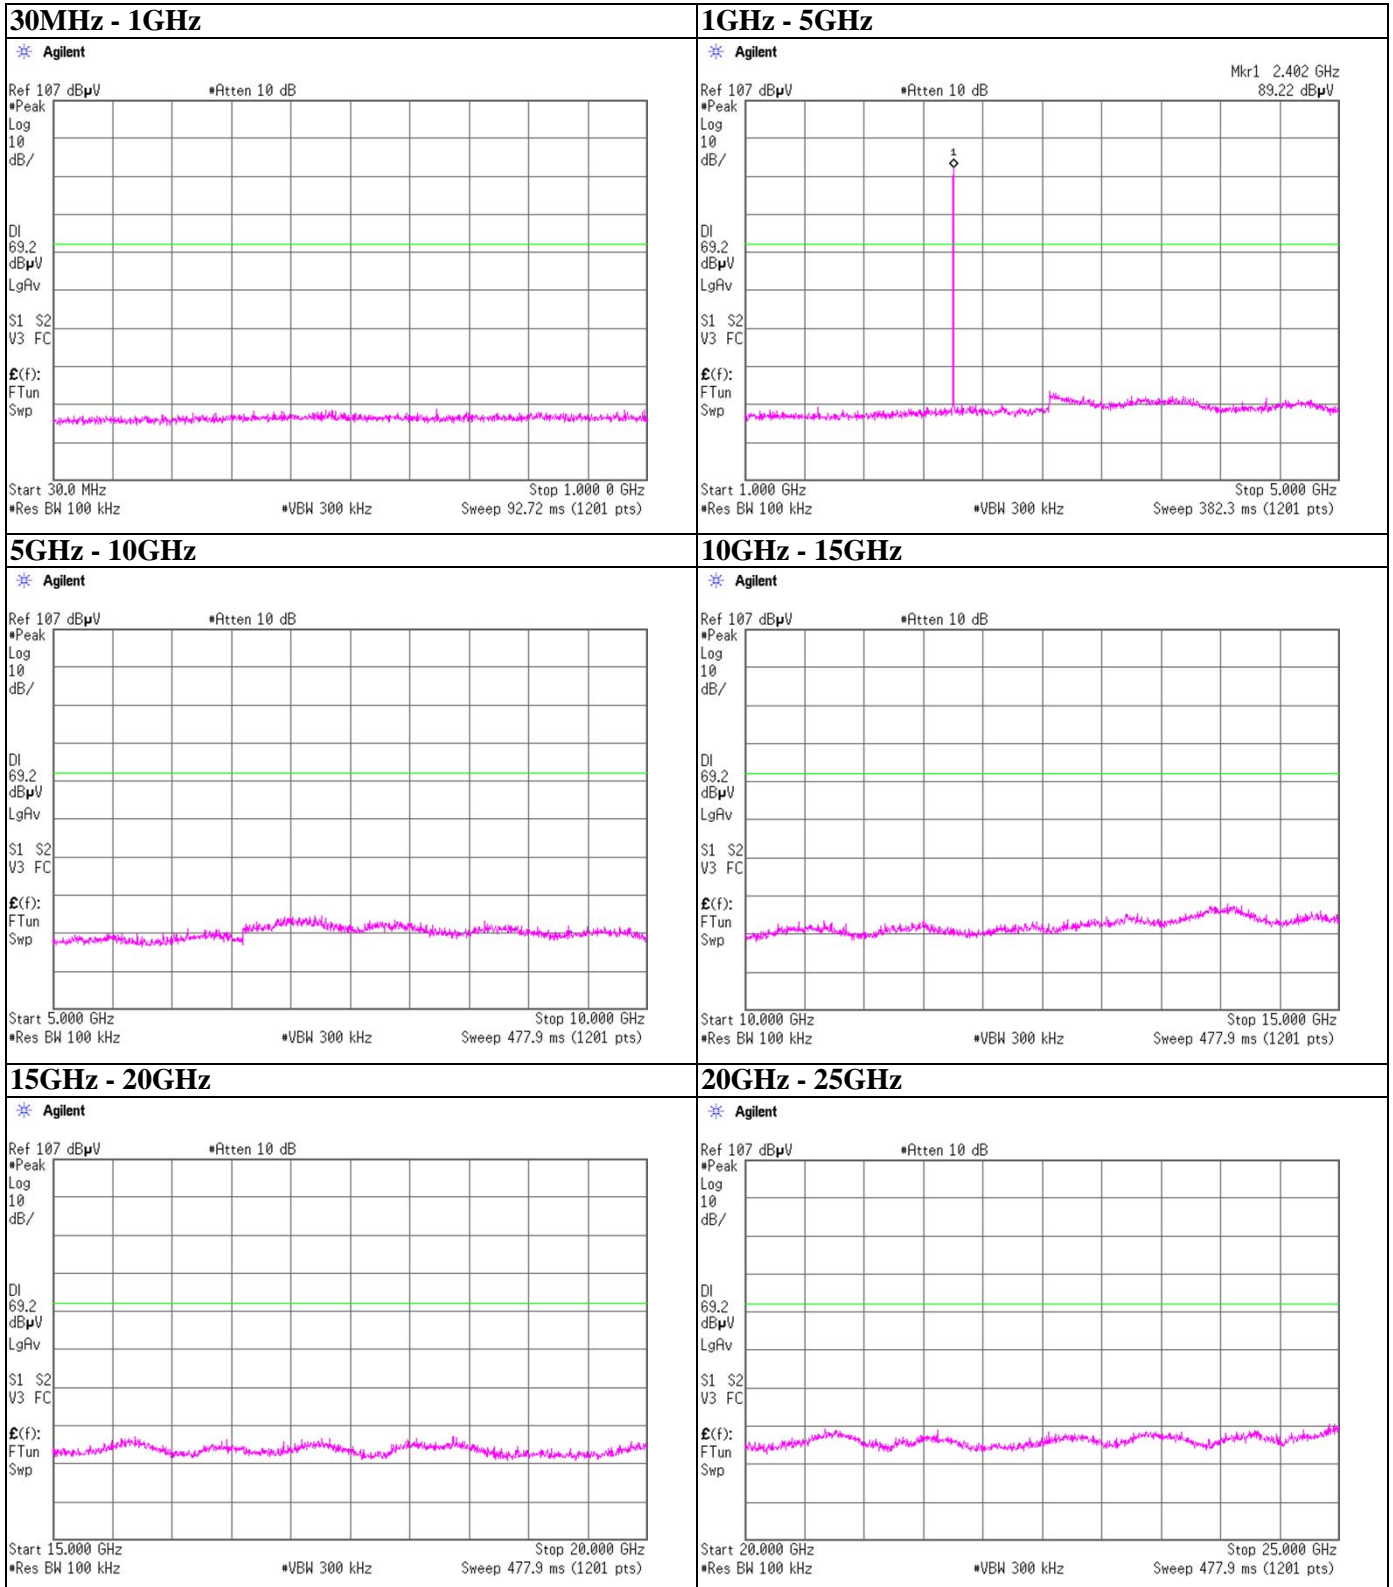 30MHz - 1GHz
Agilent
Ref 107 dBµV #Atten 10 dB
#Peak
Log
10
dB/
DI
69.2
dBµV
LgAv
S1 S2
V3 FC
£(f):
FTun
Swp
Start 30.0 MHz Stop 1.000 0 GHz
#Res BW 100 kHz #VBW 300 kHz Sweep 92.72 ms (1201 pts)
1GHz - 5GHz
Agilent
Mkr1 2.402 GHz
Ref 107 dBµV #Atten 10 dB 89.22 dBµV
#Peak
Log
10
dB/
1
DI
69.2
dBµV
LgAv
S1 S2
V3 FC
£(f):
FTun
Swp
Start 1.000 GHz Stop 5.000 GHz
#Res BW 100 kHz #VBW 300 kHz Sweep 382.3 ms (1201 pts)
5GHz - 10GHz
Agilent
Ref 107 dBµV #Atten 10 dB
#Peak
Log
10
dB/
DI
69.2
dBµV
LgAv
S1 S2
V3 FC
£(f):
FTun
Swp
Start 5.000 GHz Stop 10.000 GHz
#Res BW 100 kHz #VBW 300 kHz Sweep 477.9 ms (1201 pts)
10GHz - 15GHz
Agilent
Ref 107 dBµV #Atten 10 dB
#Peak
Log
10
dB/
DI
69.2
dBµV
LgAv
S1 S2
V3 FC
£(f):
FTun
Swp
Start 10.000 GHz Stop 15.000 GHz
#Res BW 100 kHz #VBW 300 kHz Sweep 477.9 ms (1201 pts)
15GHz - 20GHz
Agilent
Ref 107 dBµV #Atten 10 dB
#Peak
Log
10
dB/
DI
69.2
dBµV
LgAv
S1 S2
V3 FC
£(f):
FTun
Swp
Start 15.000 GHz Stop 20.000 GHz
#Res BW 100 kHz #VBW 300 kHz Sweep 477.9 ms (1201 pts)
20GHz - 25GHz
Agilent
Ref 107 dBµV #Atten 10 dB
#Peak
Log
10
dB/
DI
69.2
dBµV
LgAv
S1 S2
V3 FC
£(f):
FTun
Swp
Start 20.000 GHz Stop 25.000 GHz
#Res BW 100 kHz #VBW 300 kHz Sweep 477.9 ms (1201 pts)